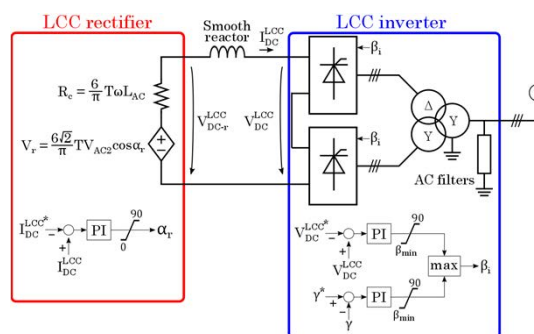 LCC rectifier
LCC inverter
Smooth
reactor
I_DC^LCC
β_i
R_c = 6/π TωL_AC
V_DC-r^LCC
V_DC^LCC
Δ
Y
Y
V_r = 6√2/π TV_AC2 cosα_r
β_i
AC filters
I_DC^LCC*
−
+
I_DC^LCC
PI
90
0
α_r
V_DC^LCC*
−
+
V_DC^LCC
PI
90
β_min
max
β_i
γ*
+
−
γ
PI
90
β_min